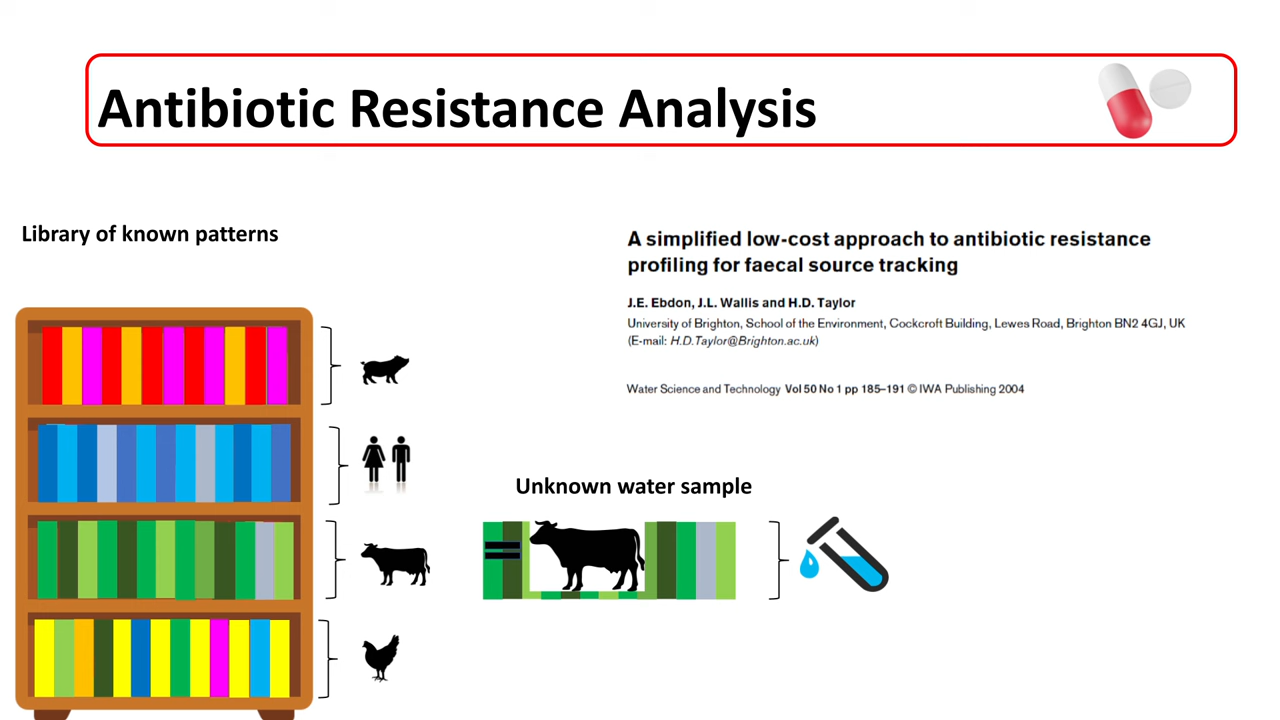 Antibiotic Resistance Analysis
Library of known patterns
A simplified low-cost approach to antibiotic resistance
profiling for faecal source tracking
J.E. Ebdon, J.L. Wallis and H.D. Taylor
University of Brighton, School of the Environment, Cockcroft Building, Lewes Road, Brighton BN2 4GJ, UK
(E-mail: H.D.Taylor@Brighton.ac.uk)
Water Science and Technology Vol 50 No 1 pp 185–191 © IWA Publishing 2004
Unknown water sample
=